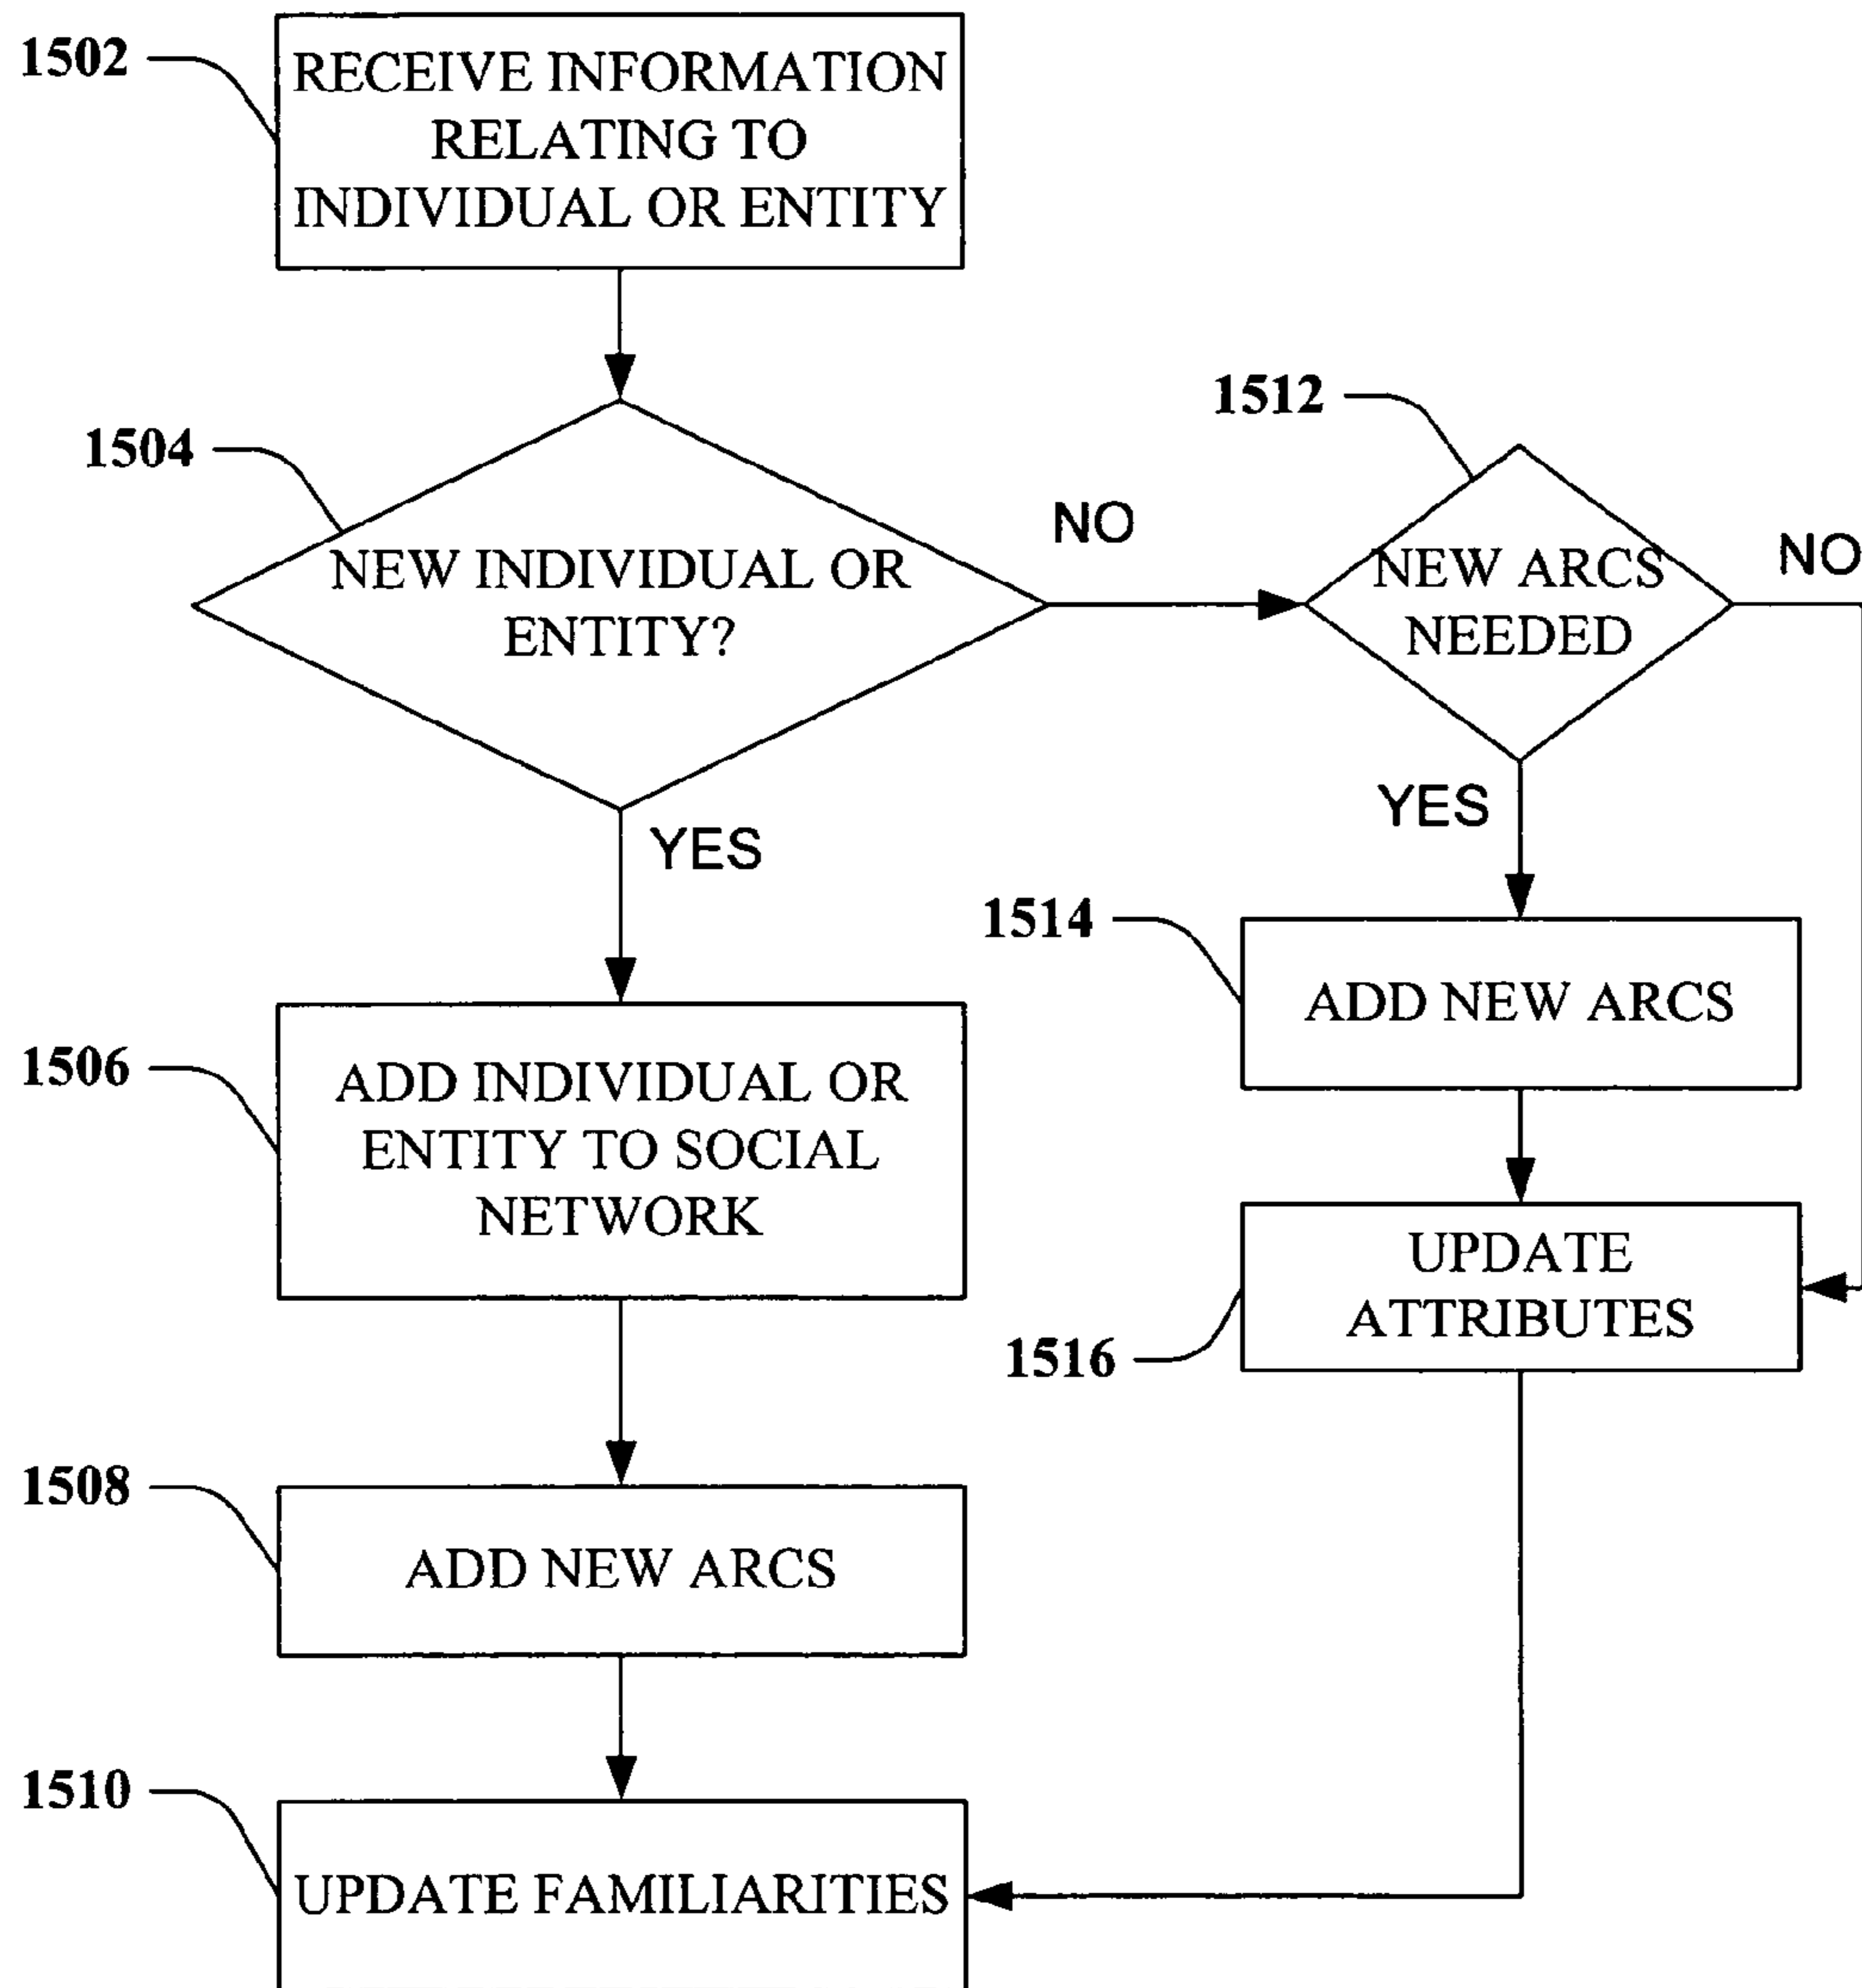 1502
RECEIVE INFORMATION
RELATING TO
INDIVIDUAL OR ENTITY
1504
NEW INDIVIDUAL OR
ENTITY?
NO
YES
1512
NEW ARCS
NEEDED
NO
YES
1514
ADD NEW ARCS
1506
ADD INDIVIDUAL OR
ENTITY TO SOCIAL
NETWORK
1516
UPDATE
ATTRIBUTES
1508
ADD NEW ARCS
1510
UPDATE FAMILIARITIES